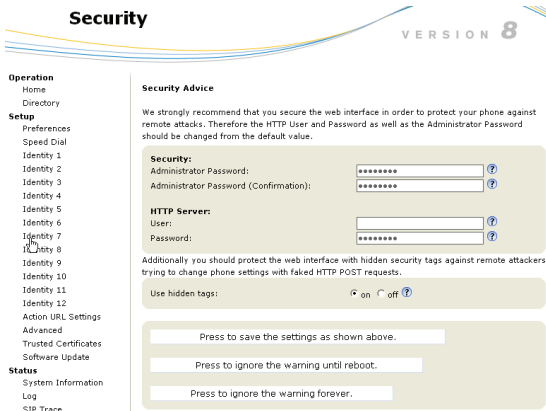 Security
VERSION 8
Operation
Home
Directory
Setup
Preferences
Speed Dial
Identity 1
Identity 2
Identity 3
Identity 4
Identity 5
Identity 6
Identity 7
Identity 8
Identity 9
Identity 10
Identity 11
Identity 12
Action URL Settings
Advanced
Trusted Certificates
Software Update
Status
System Information
Log
SIP Trace
Security Advice
We strongly recommend that you secure the web interface in order to protect your phone against
remote attacks. Therefore the HTTP User and Password as well as the Administrator Password
should be changed from the default value.
Security:
Administrator Password: ●●●●●●●● ?
Administrator Password (Confirmation): ●●●●●●●● ?
HTTP Server:
User: ?
Password: ●●●●●●●● ?
Additionally you should protect the web interface with hidden security tags against remote attackers
trying to change phone settings with faked HTTP POST requests.
Use hidden tags: on off ?
Press to save the settings as shown above.
Press to ignore the warning until reboot.
Press to ignore the warning forever.